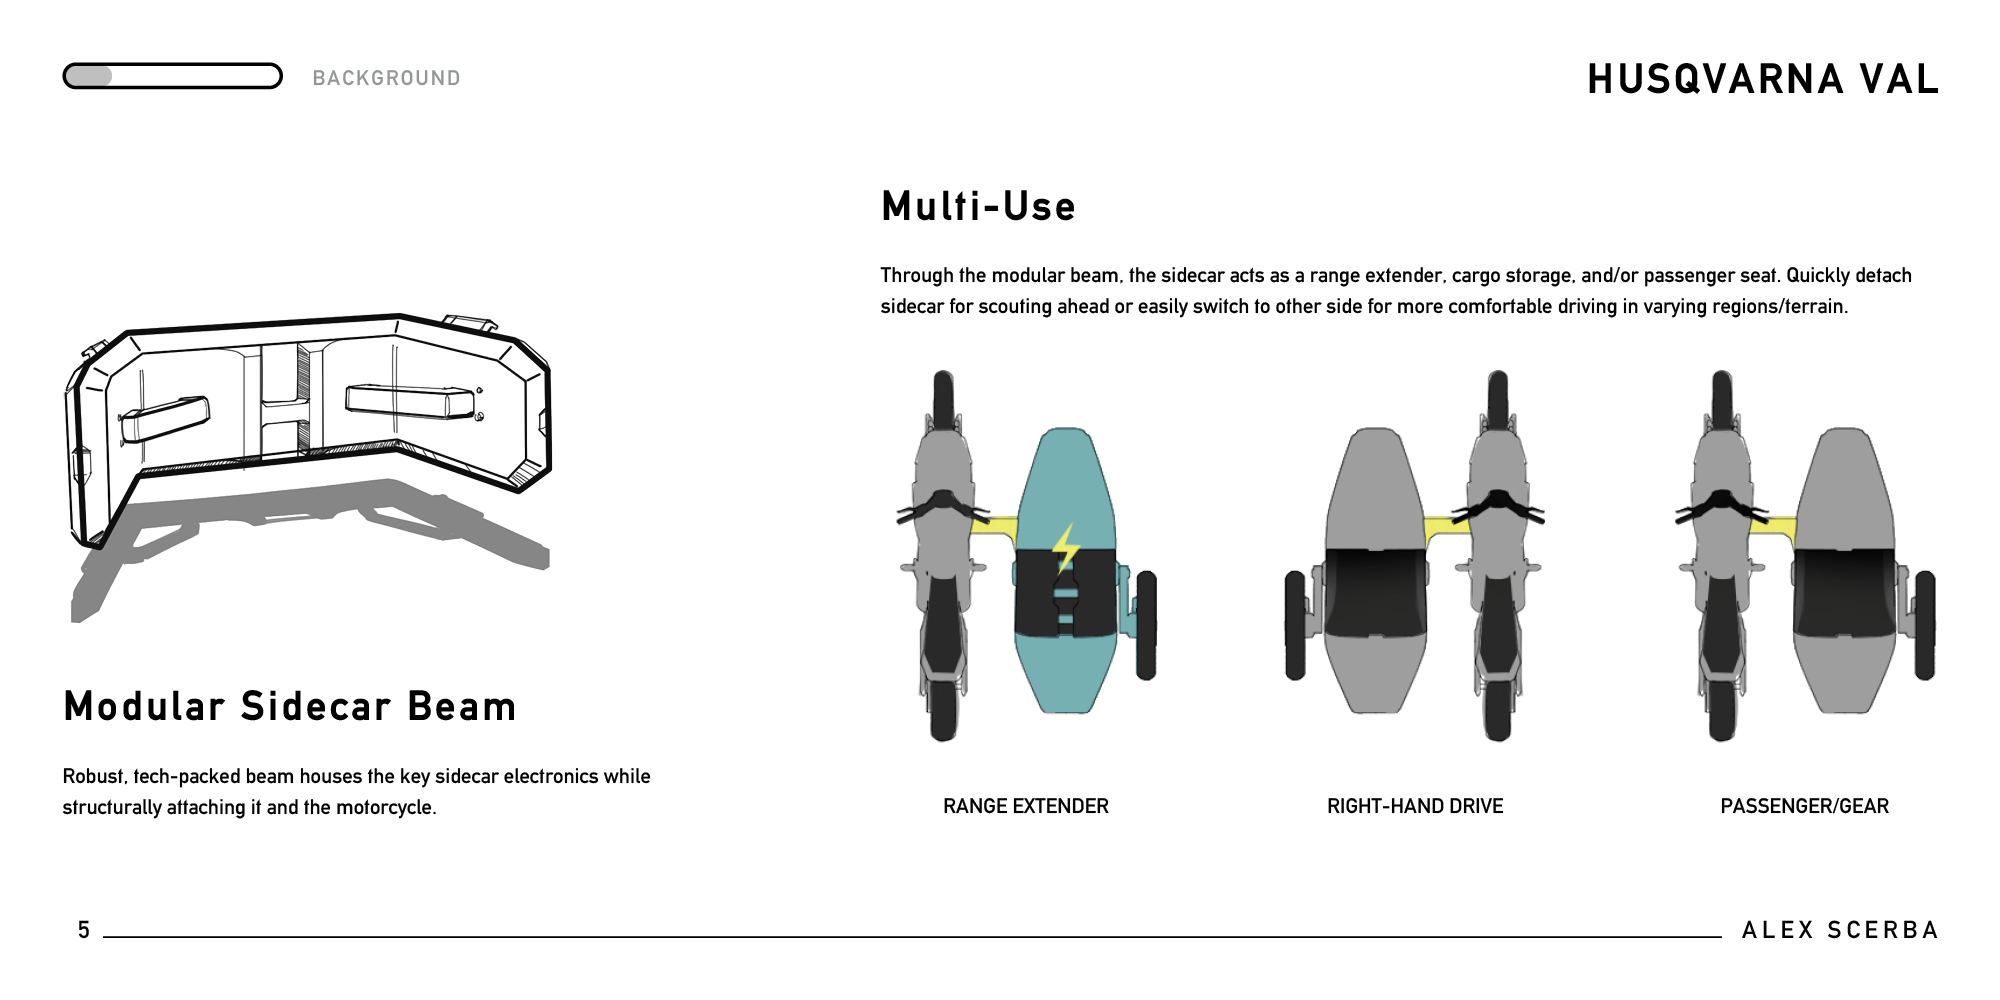 BACKGROUND
HUSQVARNA VAL
Multi-Use
Through the modular beam, the sidecar acts as a range extender, cargo storage, and/or passenger seat. Quickly detach
sidecar for scouting ahead or easily switch to other side for more comfortable driving in varying regions/terrain.
Modular Sidecar Beam
Robust, tech-packed beam houses the key sidecar electronics while
structurally attaching it and the motorcycle.
RANGE EXTENDER
RIGHT-HAND DRIVE
PASSENGER/GEAR
5
ALEX SCERBA